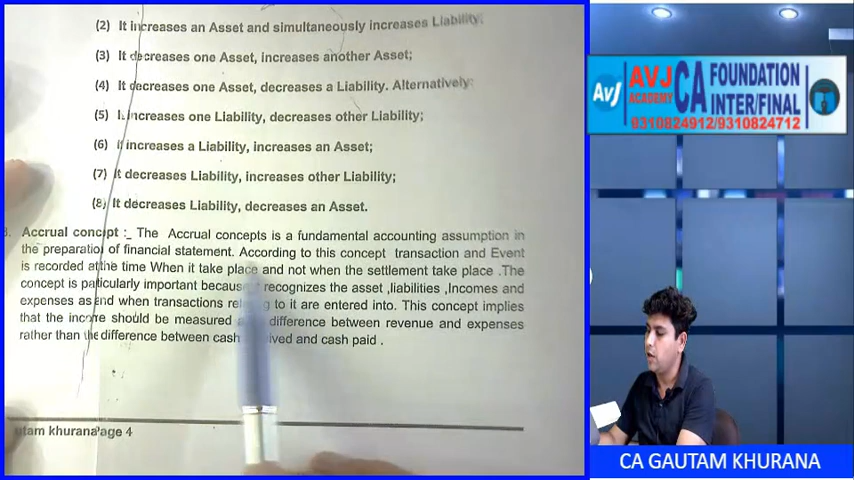 (2) It increases an Asset and simultaneously increases Liability:
(3) It decreases one Asset, increases another Asset;
(4) It decreases one Asset, decreases a Liability. Alternatively:
(5) increases one Liability, decreases other Liability;
(6) It increases a Liability, increases an Asset;
(7) It decreases Liability, increases other Liability;
(8) It decreases Liability, decreases an Asset.
Accrual concept :_ The Accrual concepts is a fundamental accounting assumption in
the preparation of financial statement. According to this concept transaction and Event
is recorded at the time When it take place and not when the settlement take place .The
concept is particularly important because recognizes the asset ,liabilities ,Incomes and
expenses as and when transactions to it are entered into. This concept implies
that the income should be measured difference between revenue and expenses
rather than the difference between cash and cash paid .
khurana age 4
AVJ
AVJ
ACADEMY
CA
FOUNDATION
INTER/FINAL
9310824912/9310824712
CA GAUTAM KHURANA